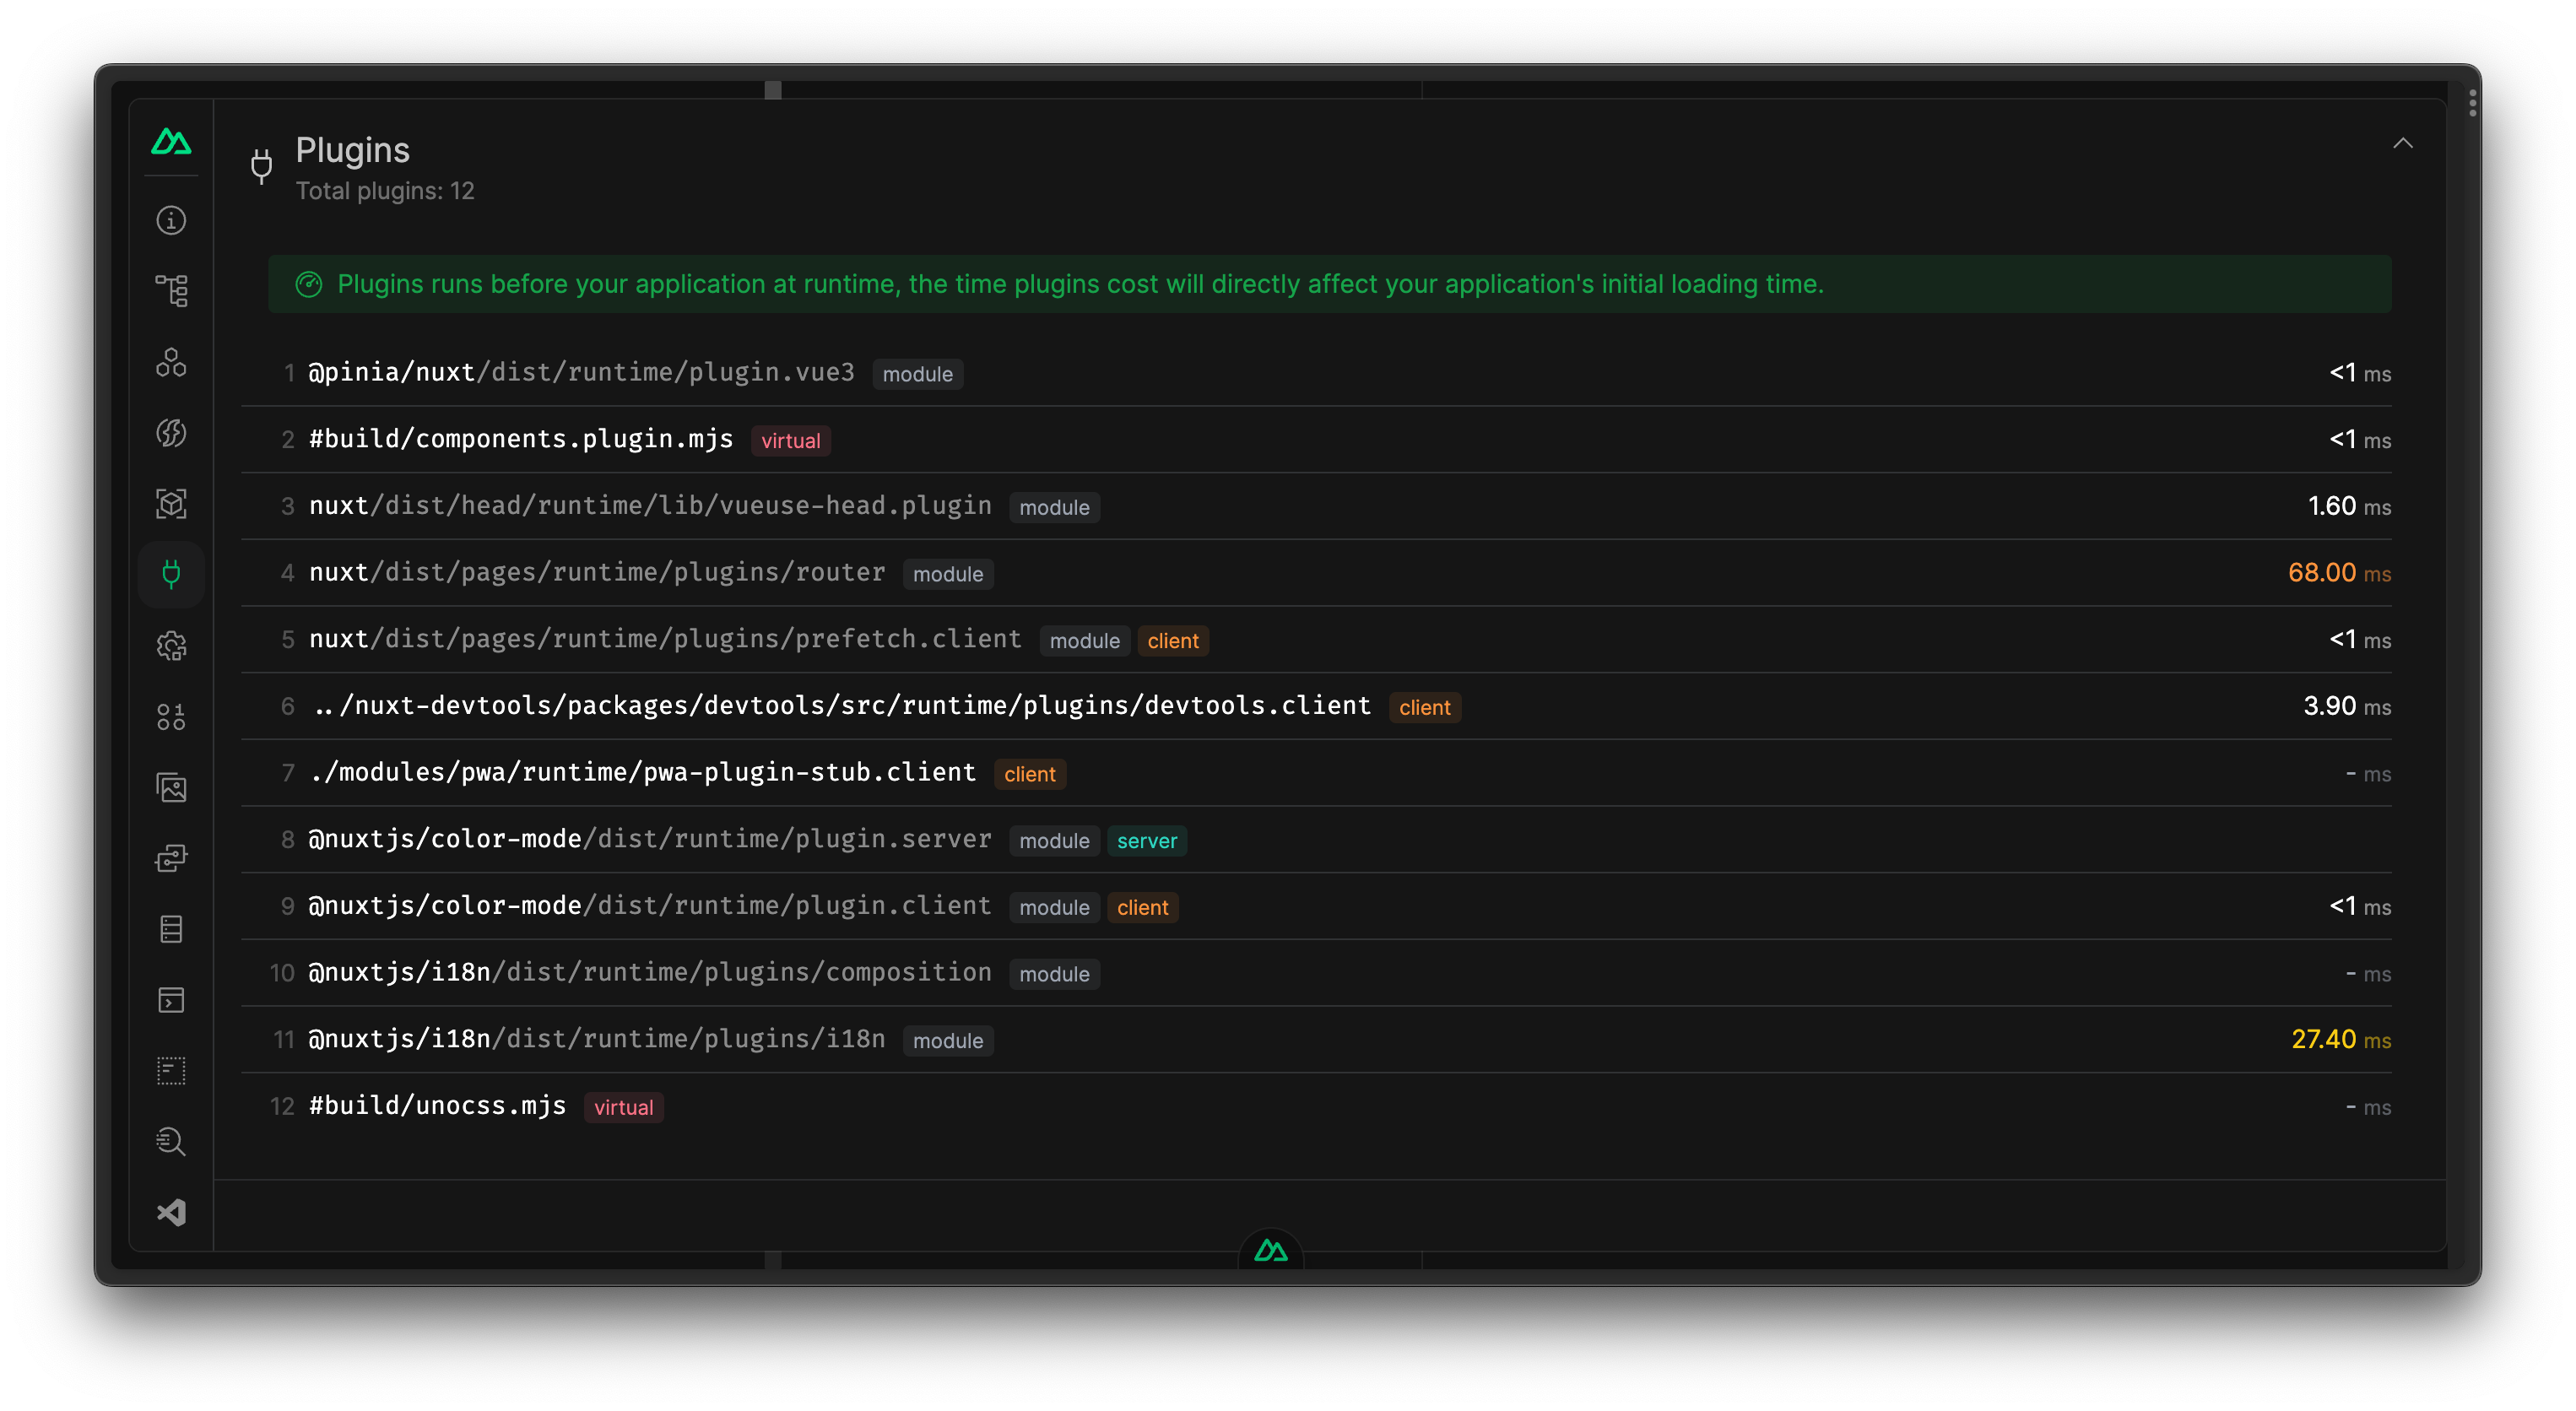 Plugins
Total plugins: 12
Plugins runs before your application at runtime, the time plugins cost will directly affect your application's initial loading time.
1 @pinia/nuxt/dist/runtime/plugin.vue3 module <1 ms
2 #build/components.plugin.mjs virtual <1 ms
3 nuxt/dist/head/runtime/lib/vueuse-head.plugin module 1.60 ms
4 nuxt/dist/pages/runtime/plugins/router module 68.00 ms
5 nuxt/dist/pages/runtime/plugins/prefetch.client module client <1 ms
6 ../nuxt-devtools/packages/devtools/src/runtime/plugins/devtools.client client 3.90 ms
7 ./modules/pwa/runtime/pwa-plugin-stub.client client - ms
8 @nuxtjs/color-mode/dist/runtime/plugin.server module server
9 @nuxtjs/color-mode/dist/runtime/plugin.client module client <1 ms
10 @nuxtjs/i18n/dist/runtime/plugins/composition module - ms
11 @nuxtjs/i18n/dist/runtime/plugins/i18n module 27.40 ms
12 #build/unocss.mjs virtual - ms